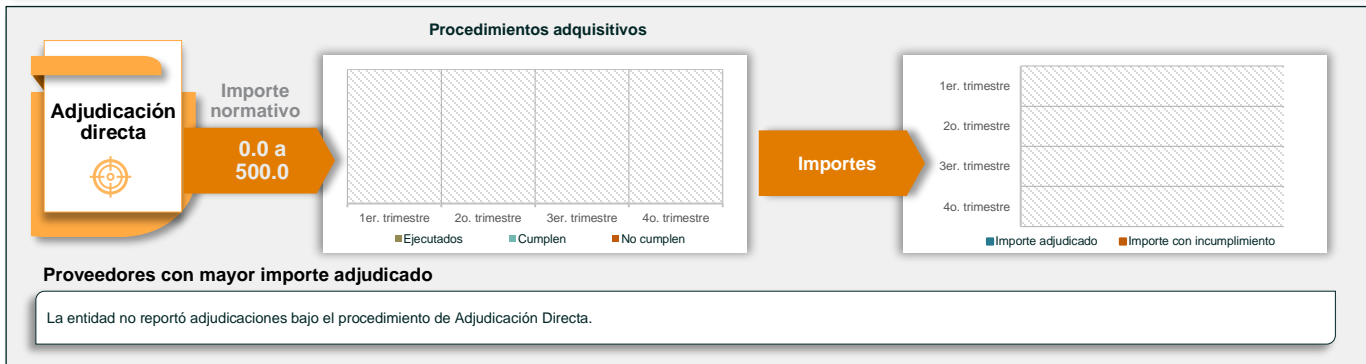 Procedimientos adquisitivos
Adjudicación
directa
Importe
normativo
0.0 a
500.0
1er. trimestre
2o. trimestre
3er. trimestre
4o. trimestre
Ejecutados
Cumplen
No cumplen
Importes
1er. trimestre
2o. trimestre
3er. trimestre
4o. trimestre
Importe adjudicado
Importe con incumplimiento
Proveedores con mayor importe adjudicado
La entidad no reportó adjudicaciones bajo el procedimiento de Adjudicación Directa.